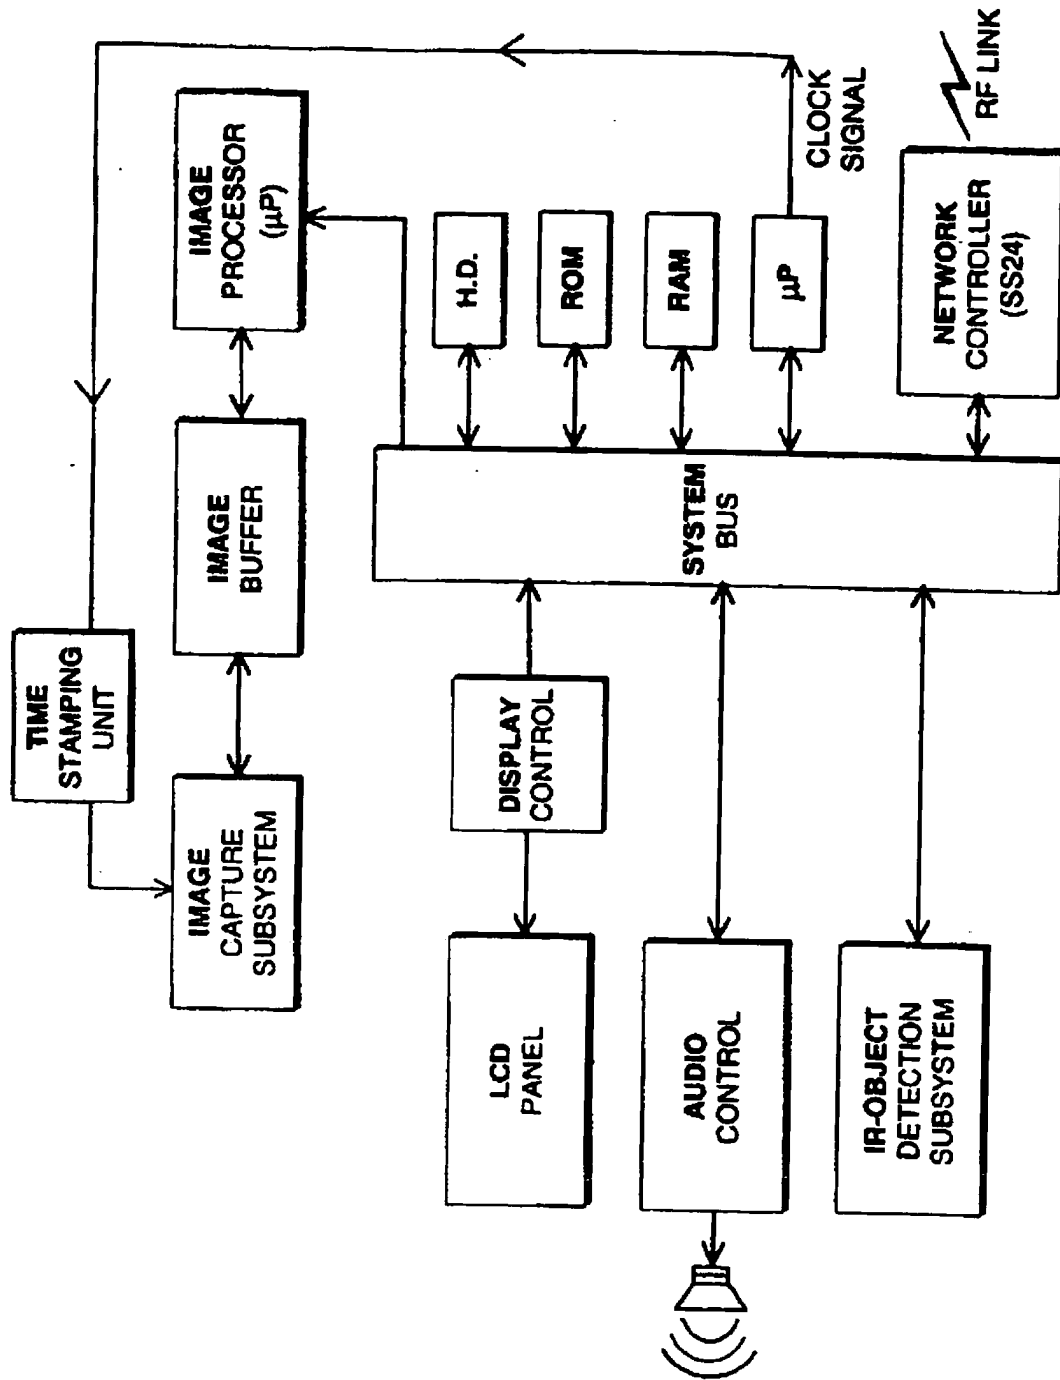 TIME
STAMPING
UNIT
IMAGE
CAPTURE
SUBSYSTEM
IMAGE
BUFFER
IMAGE
PROCESSOR
(µP)
LCD
PANEL
DISPLAY
CONTROL
H.D.
ROM
RAM
µP
CLOCK
SIGNAL
SYSTEM
BUS
AUDIO
CONTROL
IR-OBJECT
DETECTION
SUBSYSTEM
NETWORK
CONTROLLER
(SS24)
RF LINK